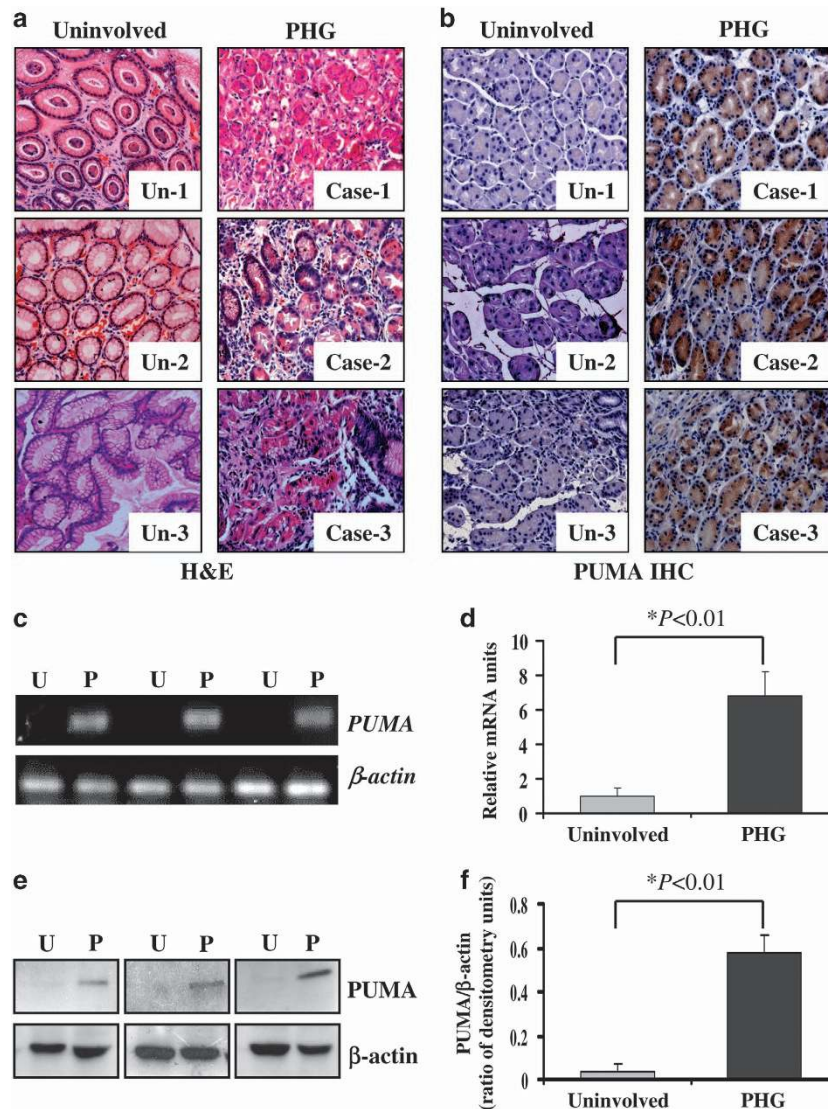 a
Uninvolved PHG
Un-1 Case-1
Un-2 Case-2
Un-3 Case-3
H&E
b
Uninvolved PHG
Un-1 Case-1
Un-2 Case-2
Un-3 Case-3
PUMA IHC
c
U P U P U P
PUMA
β-actin
d
*P<0.01
Relative mRNA units
10
8
6
4
2
0
Uninvolved PHG
e
U P U P U P
PUMA
β-actin
f
*P<0.01
PUMA/β-actin
(ratio of densitometry units)
0.8
0.6
0.4
0.2
0
Uninvolved PHG